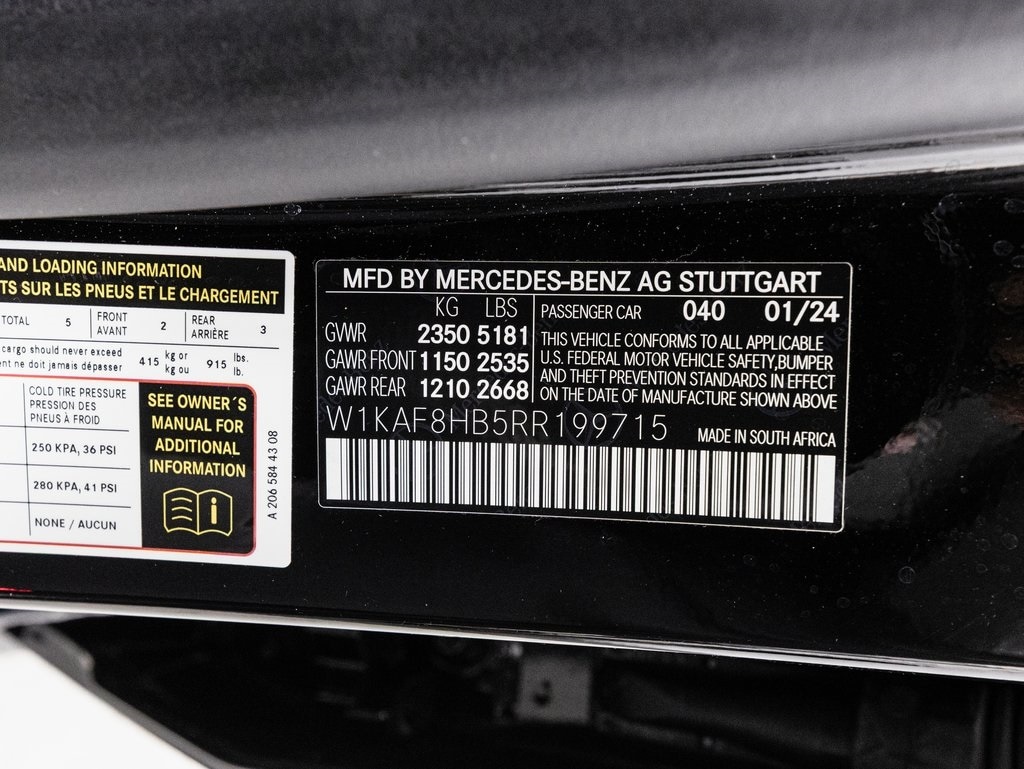 AND LOADING INFORMATION
TS SUR LES PNEUS ET LE CHARGEMENT
TOTAL 5 FRONT AVANT 2 REAR ARRIÈRE 3
cargo should never exceed 415 kg or 915 lbs.
nt ne doit jamais dépasser kg ou lb.
COLD TIRE PRESSURE
PRESSION DES
PNEUS À FROID
250 KPA, 36 PSI
280 KPA, 41 PSI
NONE / AUCUN
SEE OWNER´S
MANUAL FOR
ADDITIONAL
INFORMATION
i
A 206 584 43 08
MFD BY MERCEDES-BENZ AG STUTTGART
KG LBS
GVWR 2350 5181
GAWR FRONT 1150 2535
GAWR REAR 1210 2668
PASSENGER CAR 040 01/24
THIS VEHICLE CONFORMS TO ALL APPLICABLE
U.S. FEDERAL MOTOR VEHICLE SAFETY,BUMPER
AND THEFT PREVENTION STANDARDS IN EFFECT
ON THE DATE OF MANUFACTURE SHOWN ABOVE
W1KAF8HB5RR199715
MADE IN SOUTH AFRICA